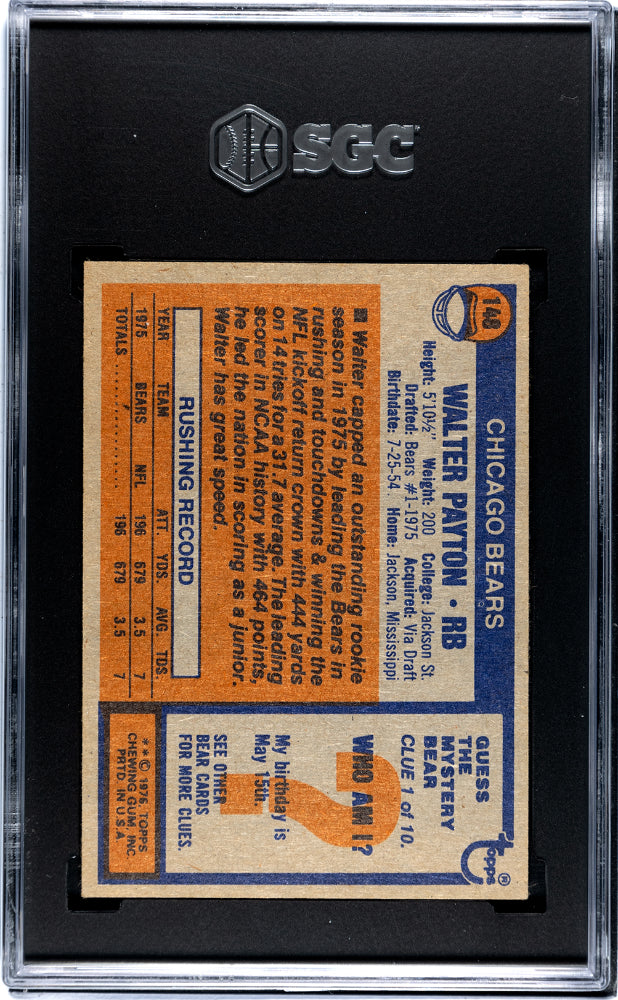 SGC
148
CHICAGO BEARS
WALTER PAYTON • RB
Height: 5'10½" Weight: 200 College: Jackson St.
Drafted: Bears #1-1975 Acquired: Via Draft
Birthdate: 7-25-54 Home: Jackson, Mississippi
■ Walter capped an outstanding rookie
season in 1975 by leading the Bears in
rushing and touchdowns & winning the
NFL kickoff return crown with 444 yards
on 14 tries for a 31.7 average. The leading
scorer in NCAA history with 464 points,
he led the nation in scoring as a junior.
Walter has great speed.
RUSHING RECORD
YEAR TEAM ATT. YDS. AVG. TDS.
1975 BEARS NFL 196 679 3.5 7
TOTALS ........... 196 679 3.5 7
topps®
GUESS
THE
MYSTERY
BEAR
CLUE 1 of 10.
?
WHO AM I?
My birthday is
May 15th.
SEE OTHER
BEAR CARDS
FOR MORE CLUES.
** © 1976, TOPPS
CHEWING GUM, INC.
PRTD. IN U.S.A